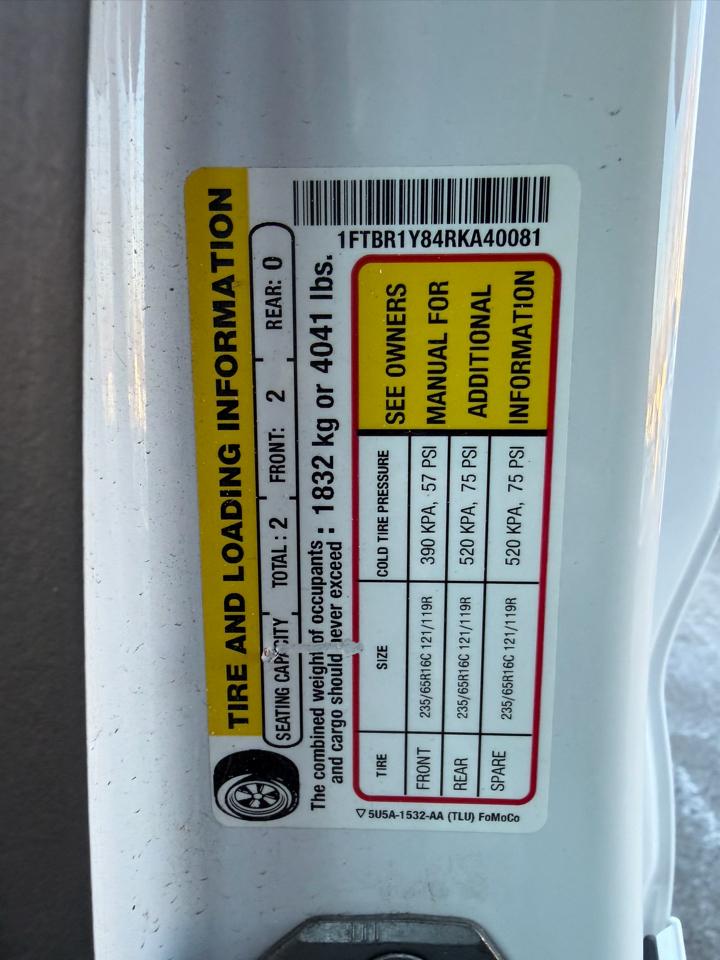 TIRE AND LOADING INFORMATION
SEATING CAPACITY TOTAL : 2 FRONT: 2 REAR: 0
The combined weight of occupants
and cargo should never exceed : 1832 kg or 4041 lbs.
1FTBR1Y84RKA40081
TIRE SIZE COLD TIRE PRESSURE
FRONT 235/65R16C 121/119R 390 KPA, 57 PSI
REAR 235/65R16C 121/119R 520 KPA, 75 PSI
SPARE 235/65R16C 121/119R 520 KPA, 75 PSI
SEE OWNERS
MANUAL FOR
ADDITIONAL
INFORMATION
▽ 5U5A-1532-AA (TLU) FoMoCo